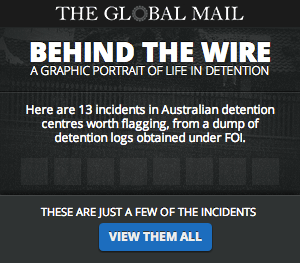 THE GLOBAL MAIL
BEHIND THE WIRE
A GRAPHIC PORTRAIT OF LIFE IN DETENTION
Here are 13 incidents in Australian detention
centres worth flagging, from a dump of
detention logs obtained under FOI.
THESE ARE JUST A FEW OF THE INCIDENTS
VIEW THEM ALL